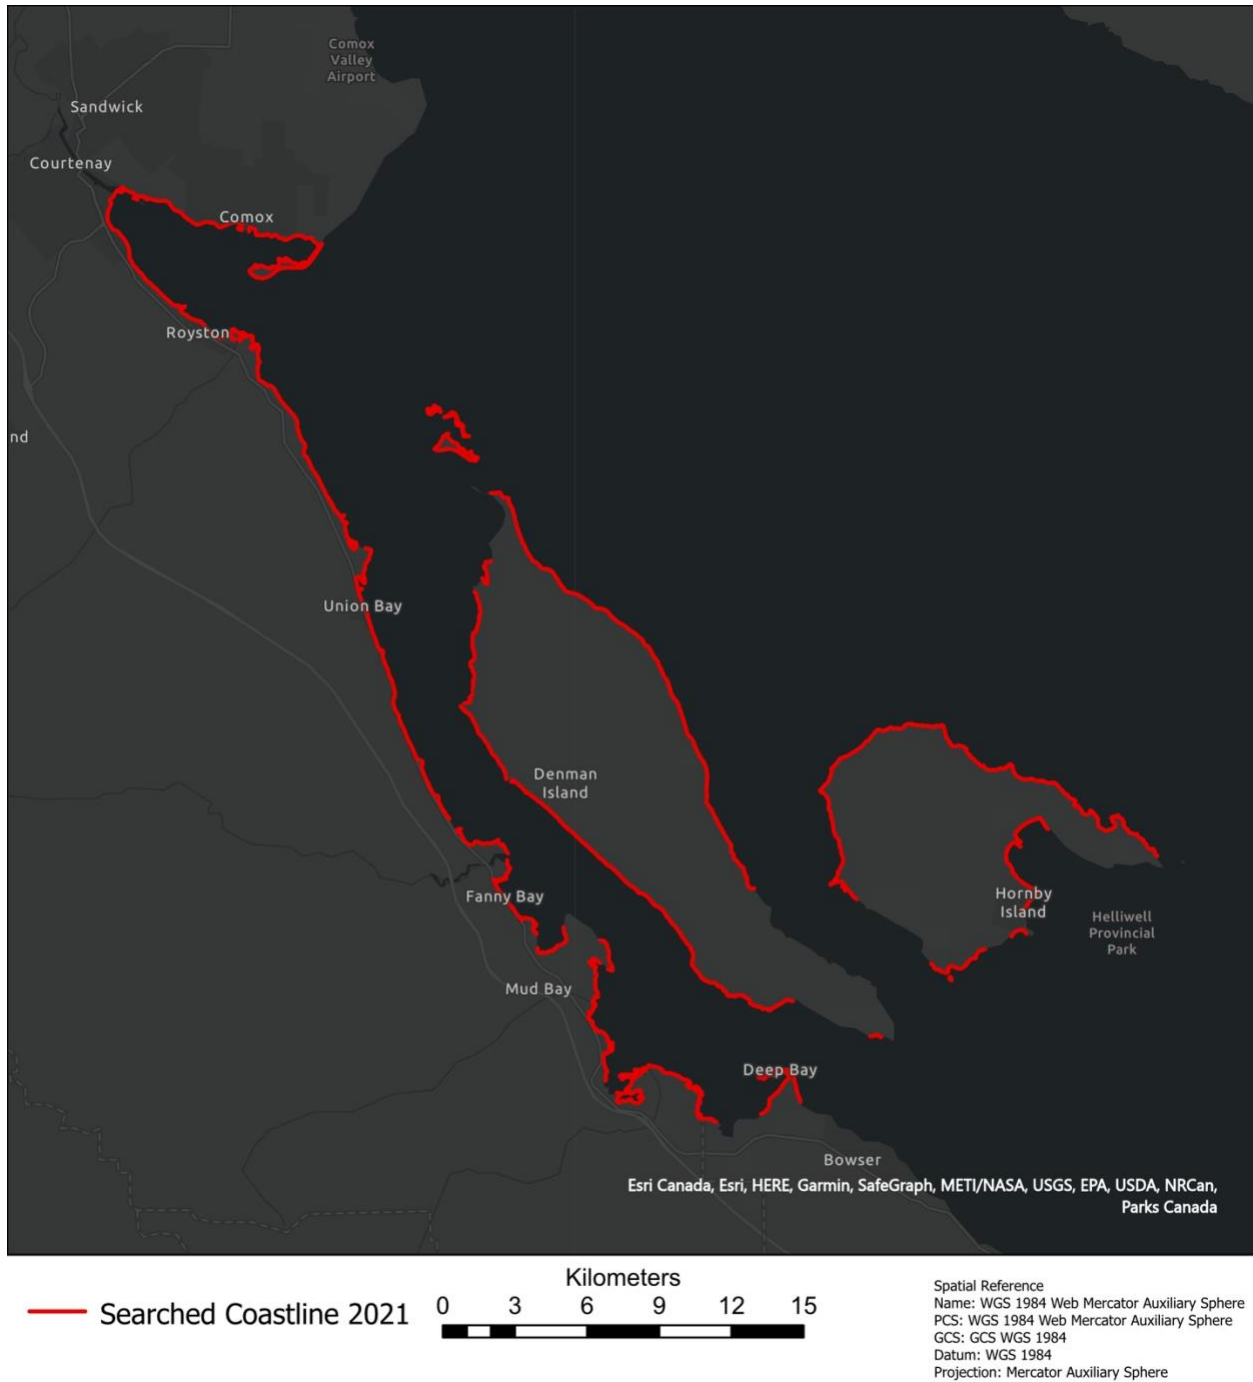 Comox
Valley
Airport
Sandwick
Courtenay
Comox
Royston
nd
Union Bay
Denman
Island
Fanny Bay
Hornby
Island
Helliwell
Provincial
Park
Mud Bay
Deep Bay
Bowser
Esri Canada, Esri, HERE, Garmin, SafeGraph, METI/NASA, USGS, EPA, USDA, NRCan,
Parks Canada
Searched Coastline 2021
Kilometers
0 3 6 9 12 15
Spatial Reference
Name: WGS 1984 Web Mercator Auxiliary Sphere
PCS: WGS 1984 Web Mercator Auxiliary Sphere
GCS: GCS WGS 1984
Datum: WGS 1984
Projection: Mercator Auxiliary Sphere